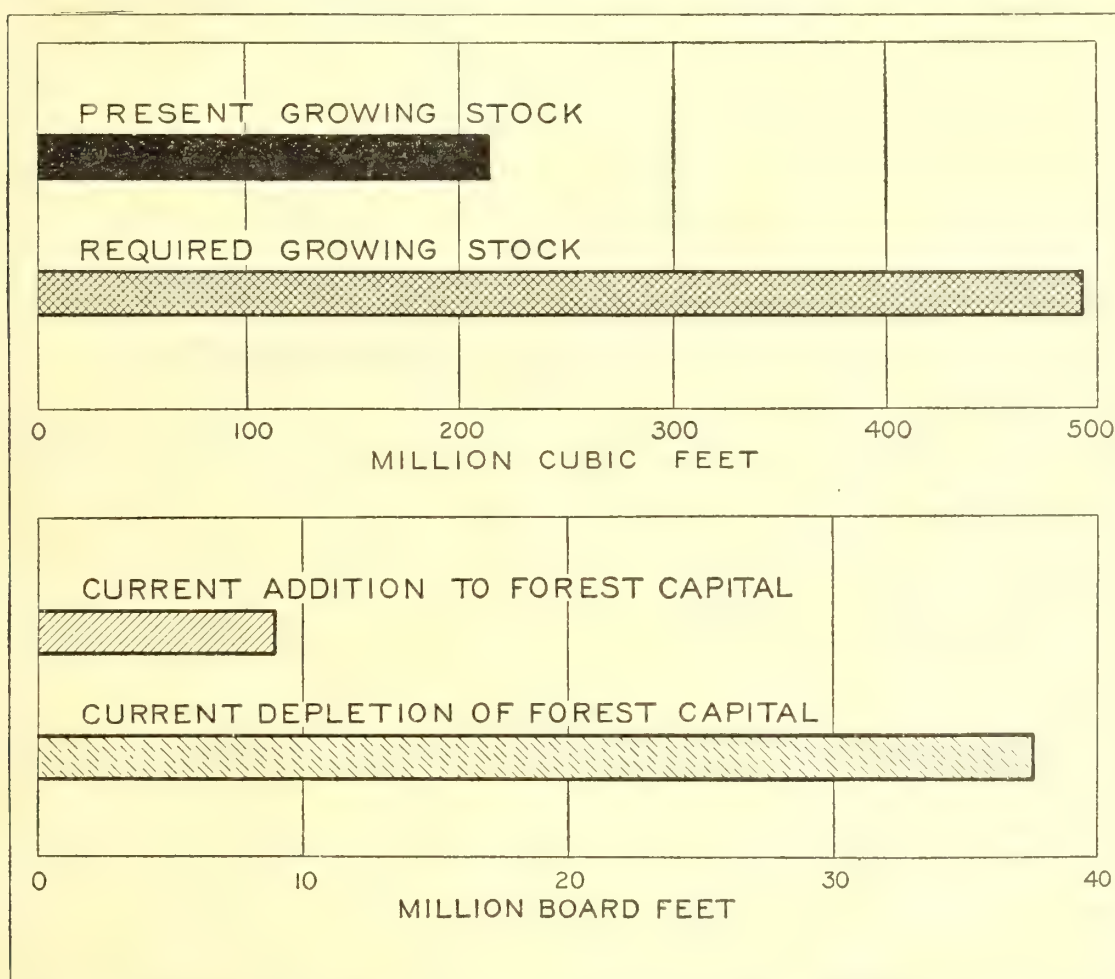 PRESENT GROWING STOCK
REQUIRED GROWING STOCK
0 100 200 300 400 500
MILLION CUBIC FEET
CURRENT ADDITION TO FOREST CAPITAL
CURRENT DEPLETION OF FOREST CAPITAL
0 10 20 30 40
MILLION BOARD FEET